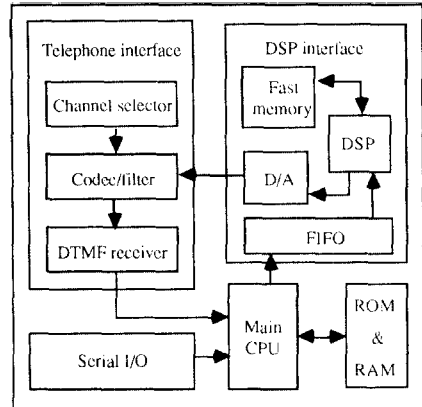 Telephone interface
Channel selector
Codec/filter
DTMF receiver
DSP interface
Fast
memory
DSP
D/A
FIFO
Main
CPU
ROM
&
RAM
Serial I/O